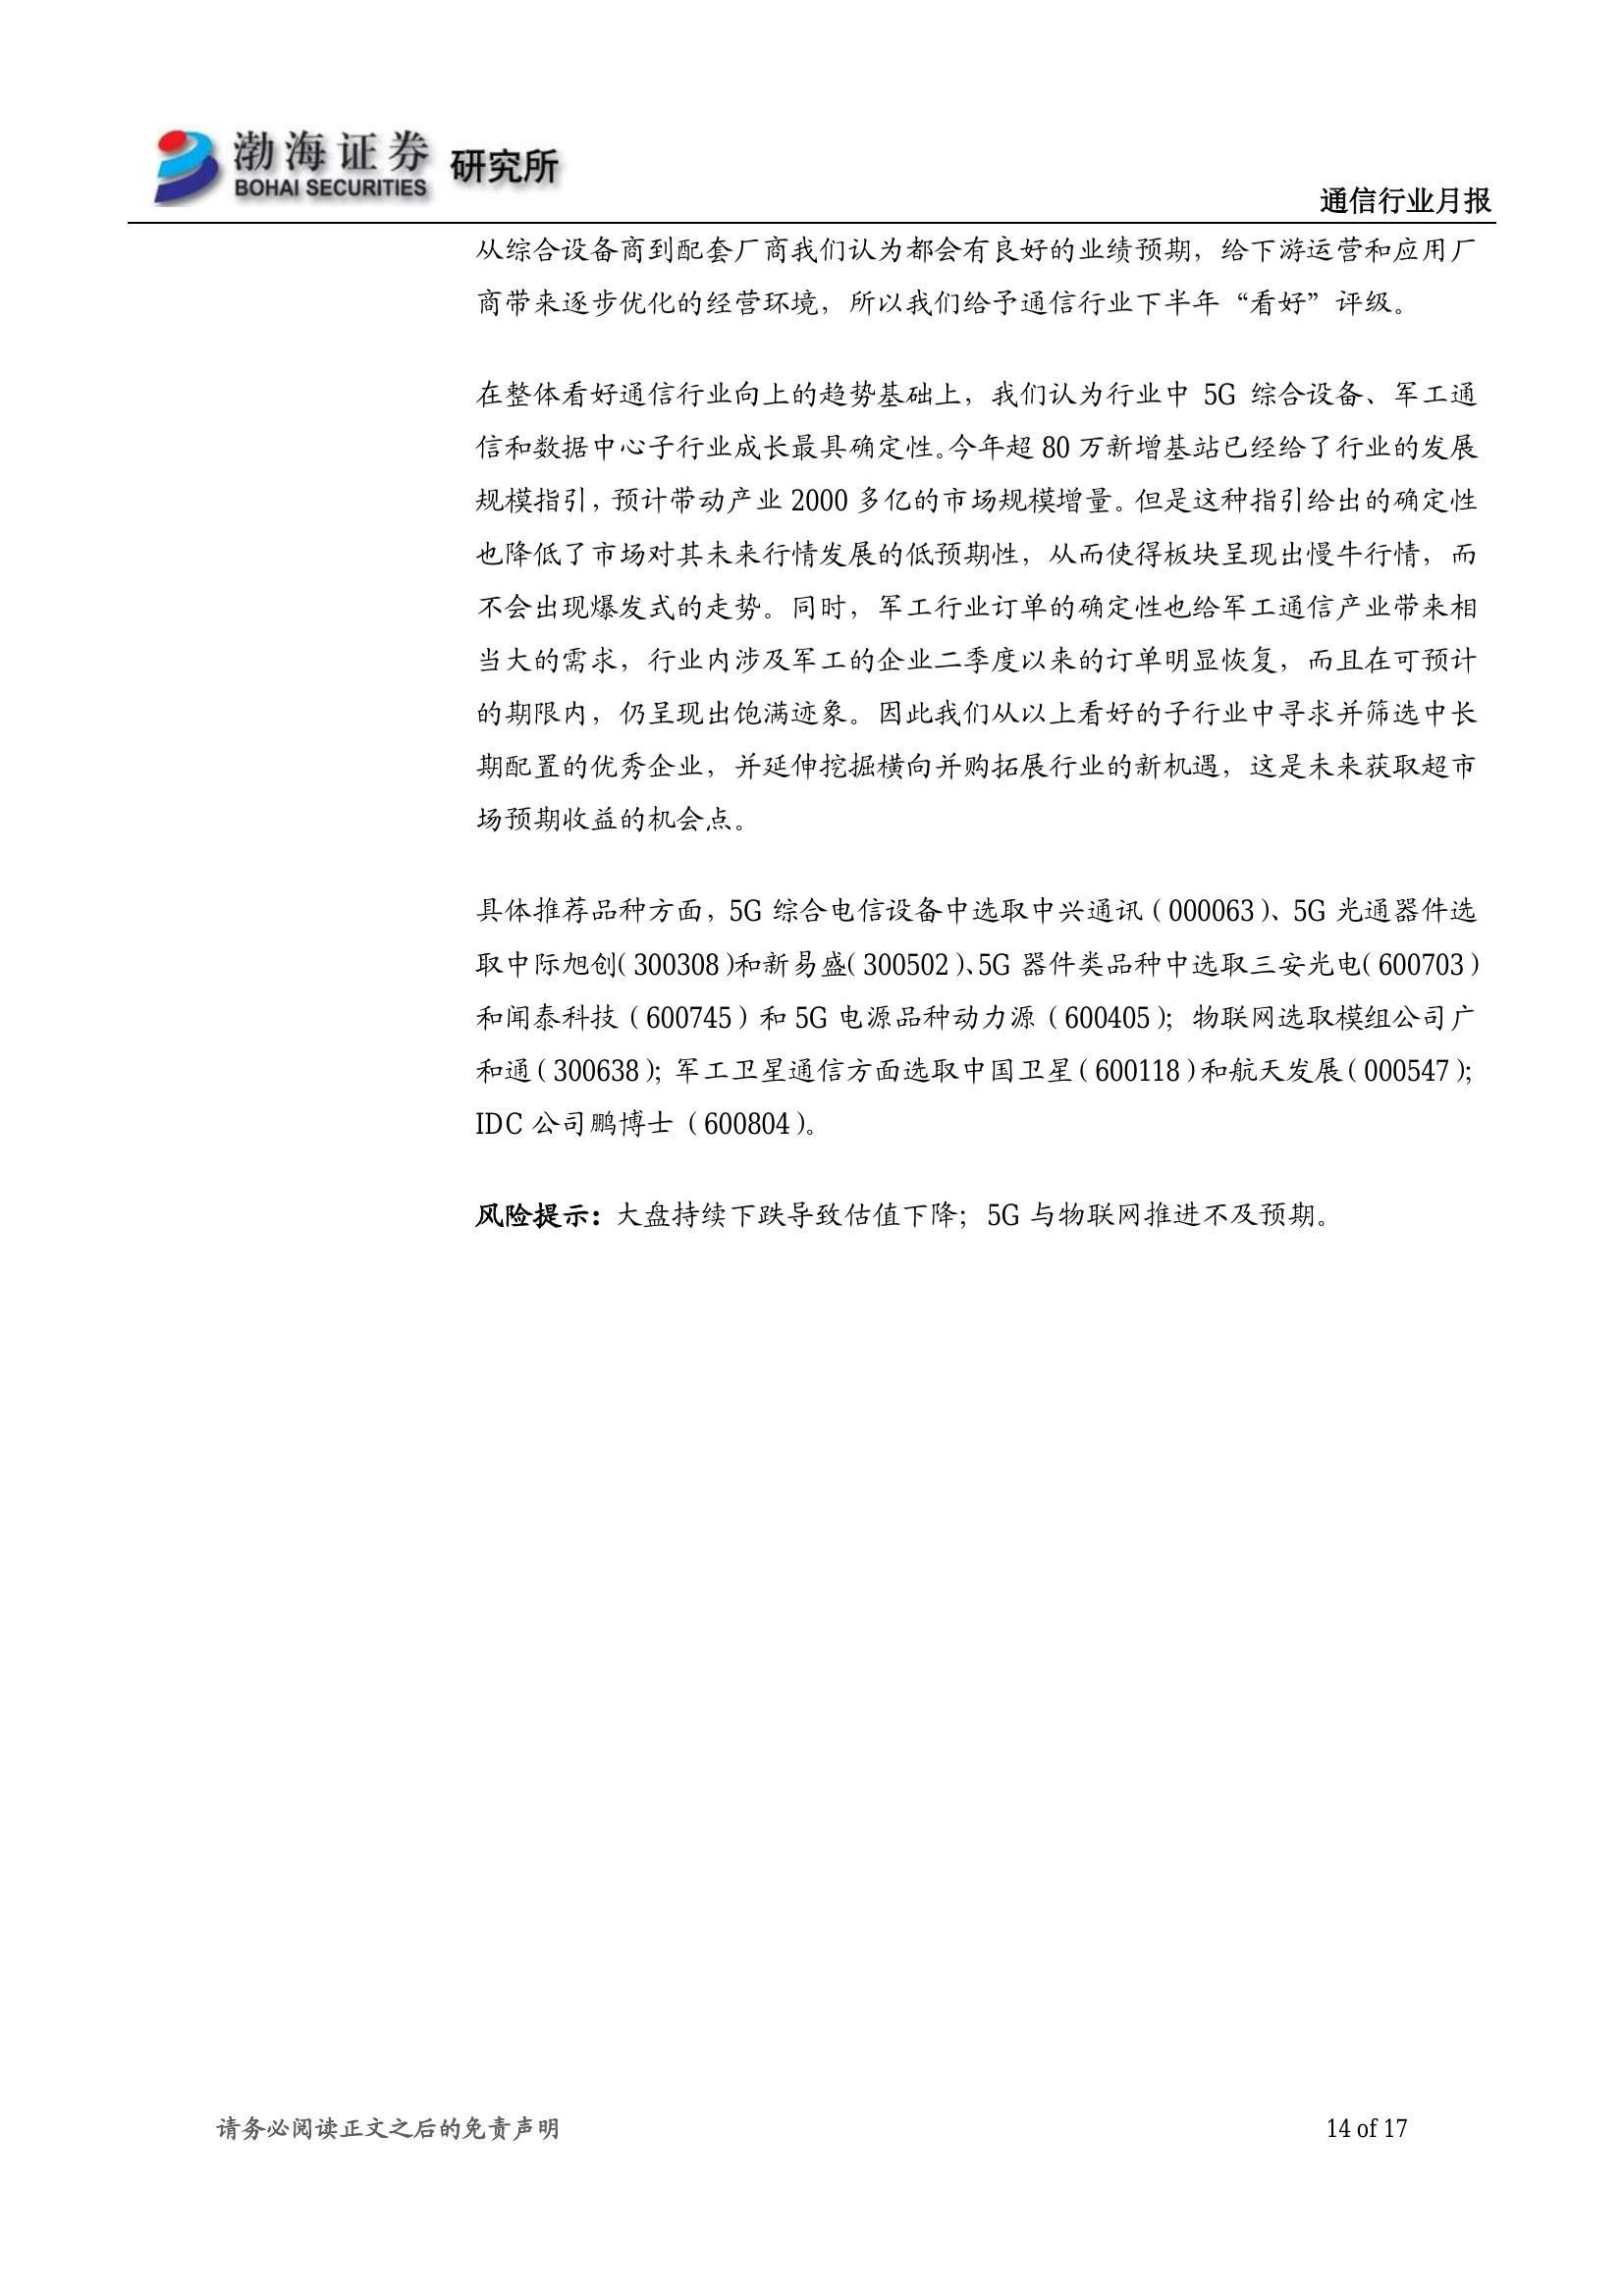 渤海证券 研究所
BOHAI SECURITIES
通信行业月报
从综合设备商到配套厂商我们认为都会有良好的业绩预期，给下游运营和应用厂
商带来逐步优化的经营环境，所以我们给予通信行业下半年“看好”评级。
在整体看好通信行业向上的趋势基础上，我们认为行业中 5G 综合设备、军工通
信和数据中心子行业成长最具确定性。今年超 80 万新增基站已经给了行业的发展
规模指引，预计带动产业 2000 多亿的市场规模增量。但是这种指引给出的确定性
也降低了市场对其未来行情发展的低预期性，从而使得板块呈现出慢牛行情，而
不会出现爆发式的走势。同时，军工行业订单的确定性也给军工通信产业带来相
当大的需求，行业内涉及军工的企业二季度以来的订单明显恢复，而且在可预计
的期限内，仍呈现出饱满迹象。因此我们从以上看好的子行业中寻求并筛选中长
期配置的优秀企业，并延伸挖掘横向并购拓展行业的新机遇，这是未来获取超市
场预期收益的机会点。
具体推荐品种方面，5G 综合电信设备中选取中兴通讯（000063）、5G 光通器件选
取中际旭创（300308）和新易盛（300502）、5G 器件类品种中选取三安光电（600703）
和闻泰科技（600745）和 5G 电源品种动力源（600405）；物联网选取模组公司广
和通（300638）；军工卫星通信方面选取中国卫星（600118）和航天发展（000547）；
IDC 公司鹏博士（600804）。
风险提示：大盘持续下跌导致估值下降；5G 与物联网推进不及预期。
请务必阅读正文之后的免责声明
14 of 17